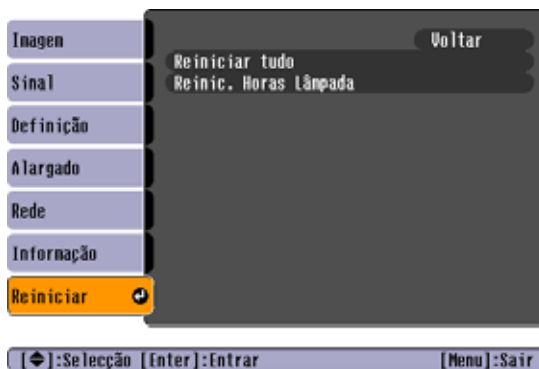 Imagem
Sinal
Definição
Alargado
Rede
Informação
Reiniciar
Voltar
Reiniciar tudo
Reinic. Horas Lâmpada
[◆]:Selecção [Enter]:Entrar [Menu]:Sair